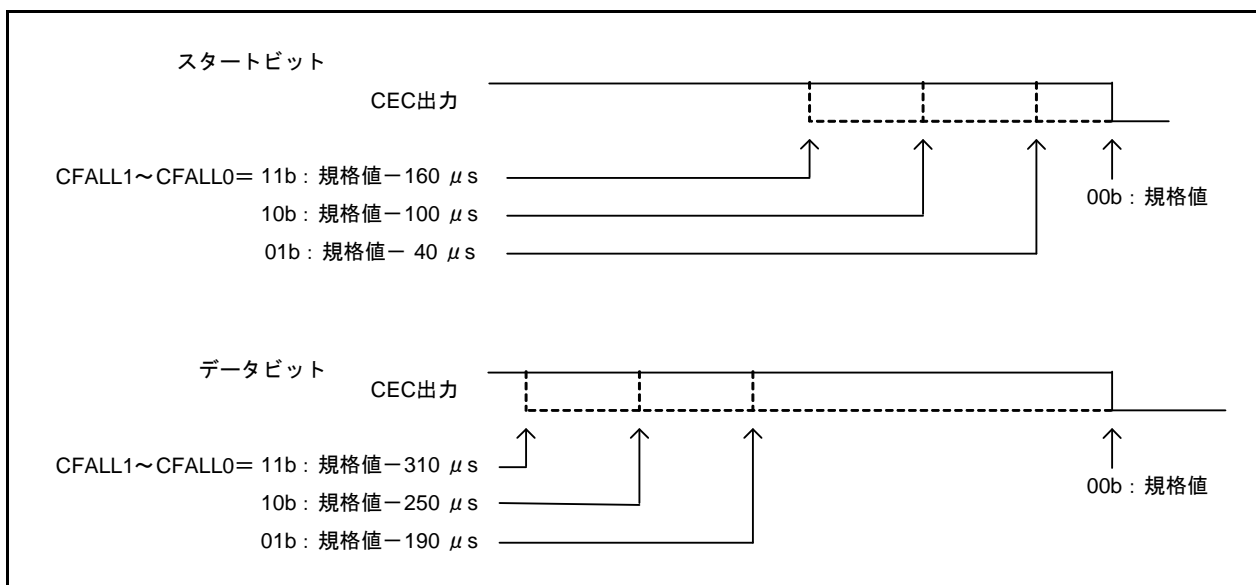 スタートビット
CEC出力
CFALL1～CFALL0＝ 11b : 規格値－160 μs
10b : 規格値－100 μs
01b : 規格値－ 40 μs
00b : 規格値
データビット
CEC出力
CFALL1～CFALL0＝ 11b : 規格値－310 μs
10b : 規格値－250 μs
01b : 規格値－190 μs
00b : 規格値